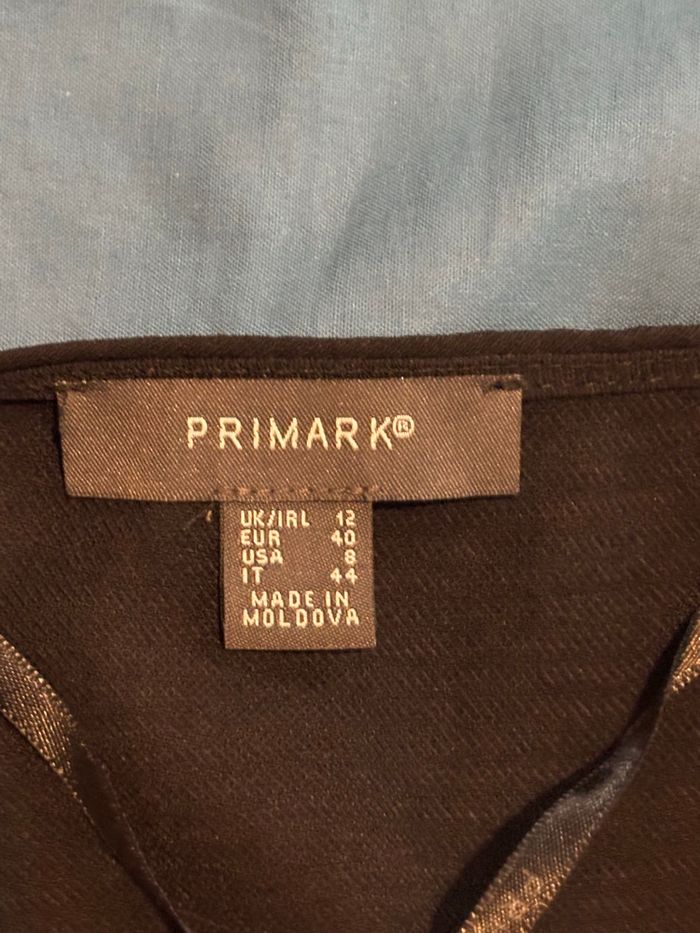 PRIMARK®
UK/IRL 12
EUR 40
USA 8
IT 44
MADE IN
MOLDOVA